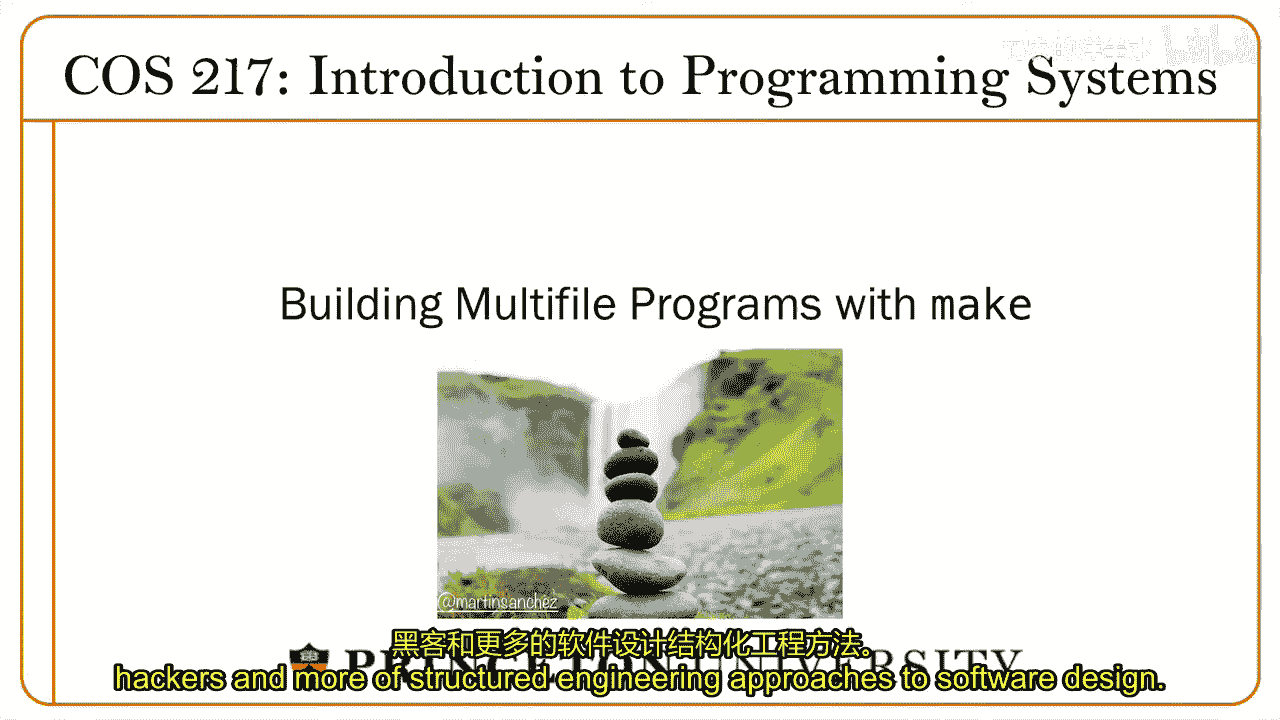 COS 217: Introduction to Programming Systems
Building Multifile Programs with make
@martinsanchez
PRINCETON UNIVERSITY
黑客和更多的软件设计结构化工程方法。
hackers and more of structured engineering approaches to software design.